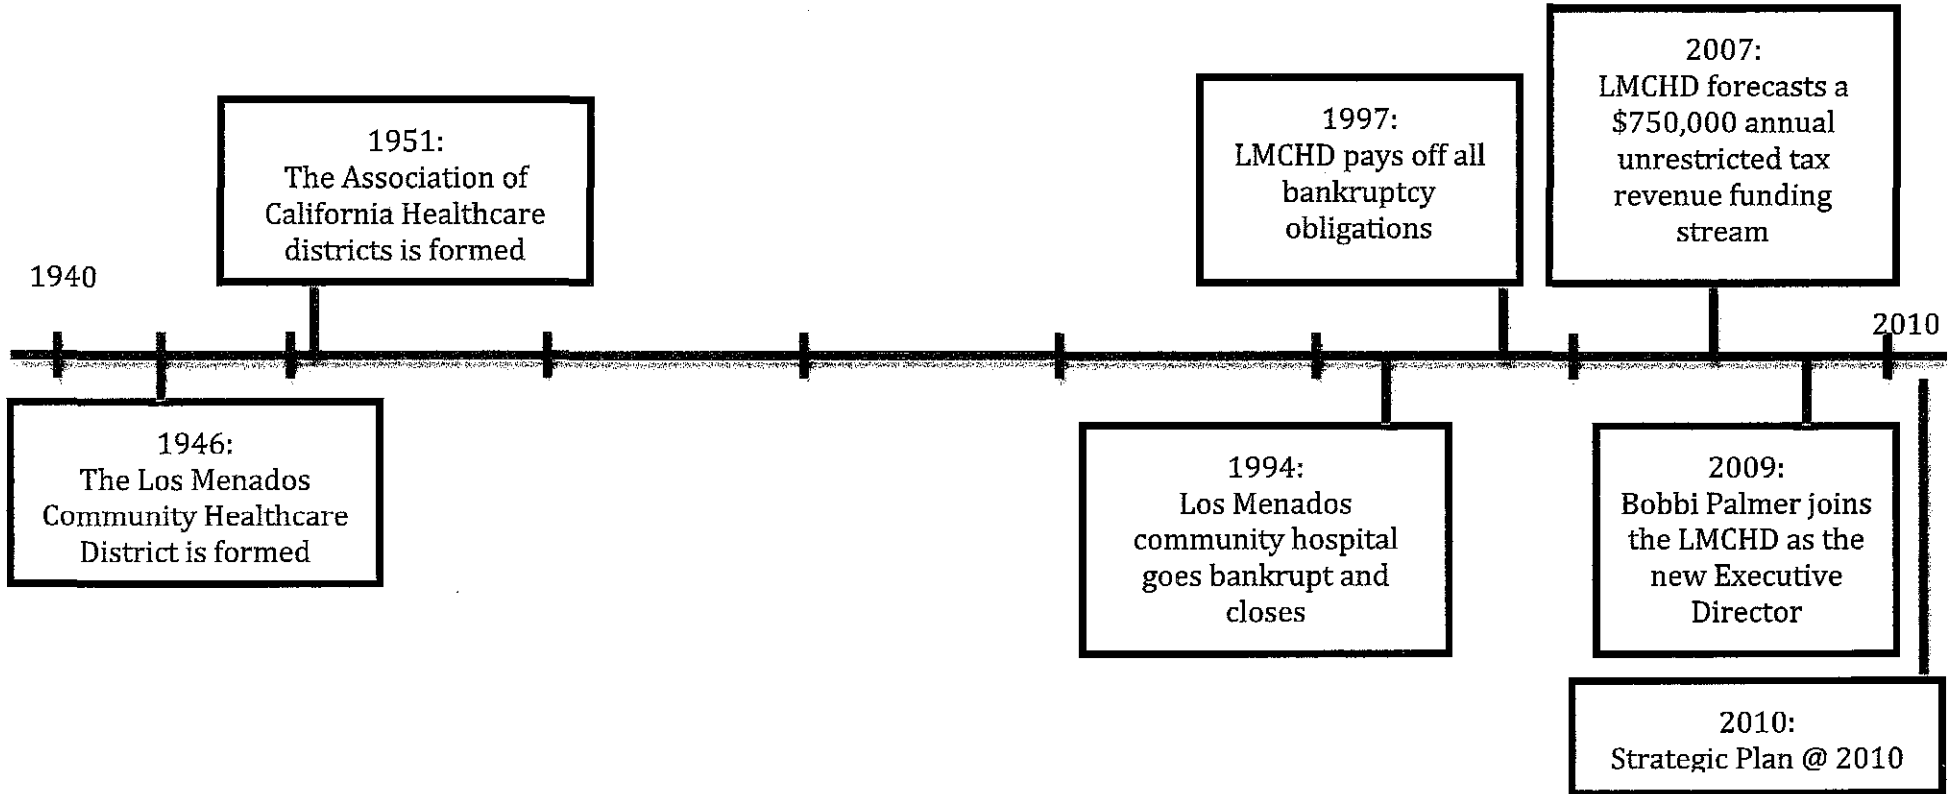 1940
1951:
The Association of
California Healthcare
districts is formed
1946:
The Los Menados
Community Healthcare
District is formed
1994:
Los Menados
community hospital
goes bankrupt and
closes
1997:
LMCHD pays off all
bankruptcy
obligations
2007:
LMCHD forecasts a
$750,000 annual
unrestricted tax
revenue funding
stream
2009:
Bobbi Palmer joins
the LMCHD as the
new Executive
Director
2010
2010:
Strategic Plan @ 2010